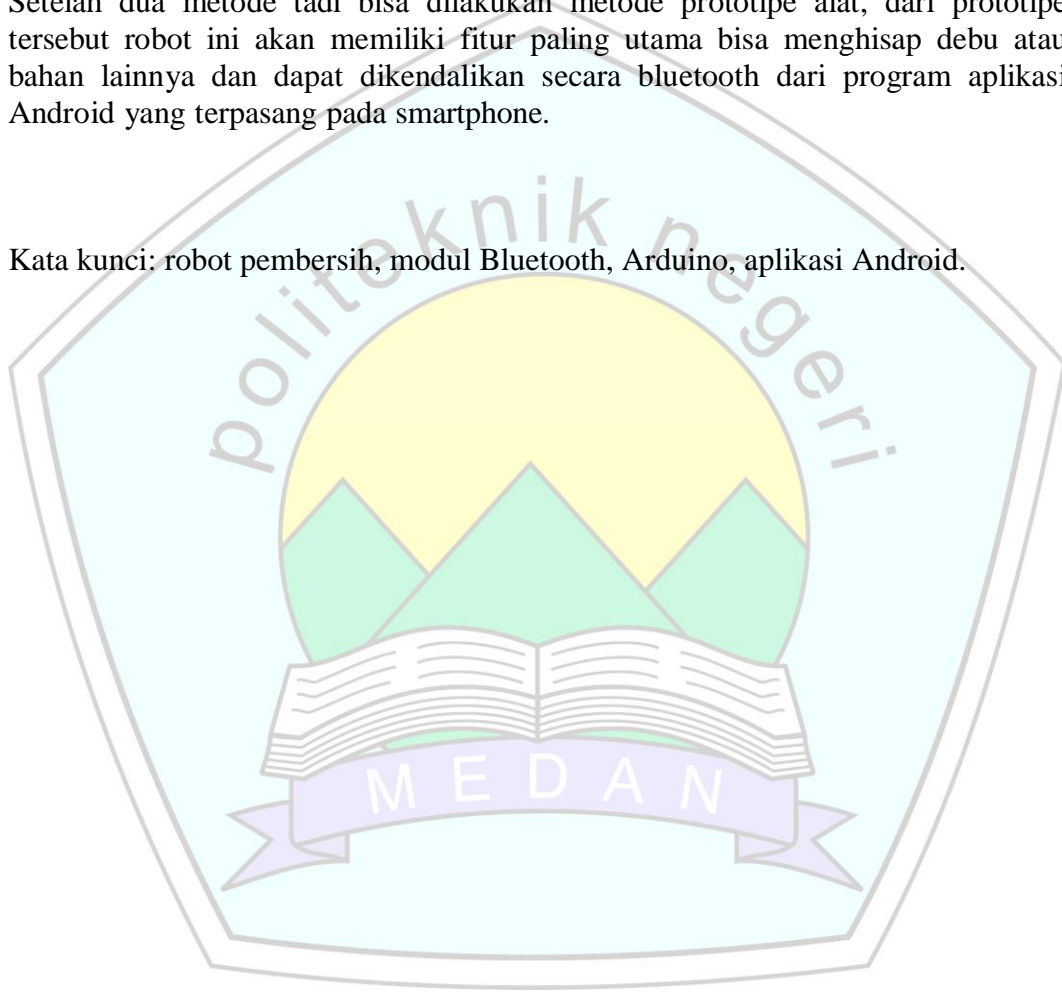 Setelah dua metode tadi bisa dilakukan metode prototipe alat, dari prototipe
tersebut robot ini akan memiliki fitur paling utama bisa menghisap debu atau
bahan lainnya dan dapat dikendalikan secara bluetooth dari program aplikasi
Android yang terpasang pada smartphone.
Kata kunci: robot pembersih, modul Bluetooth, Arduino, aplikasi Android.
politeknik negeri
MEDAN